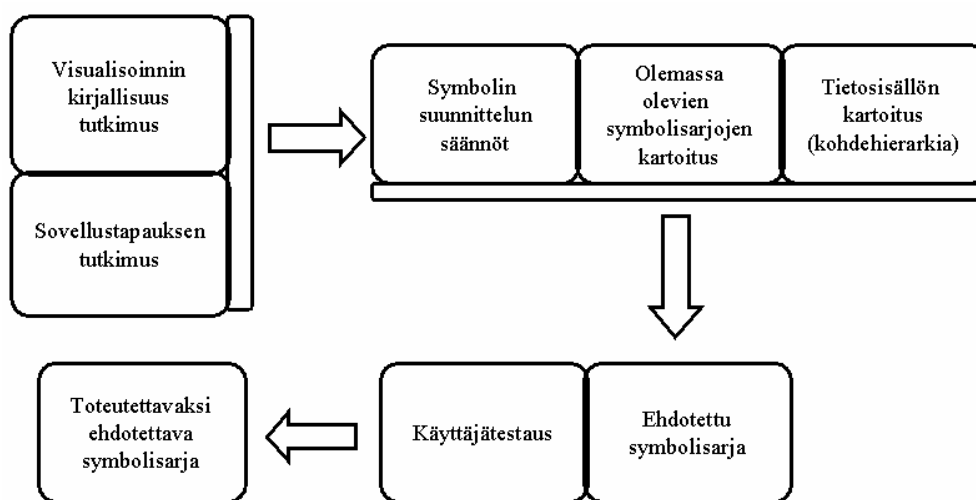 Visualisoinnin
kirjallisuus
tutkimus
Sovellustapauksen
tutkimus
Symbolin
suunnittelun
säännöt
Olemassa
olevien
symbolisarjojen
kartoitus
Tietosisällön
kartoitus
(kohdehierarkia)
Toteutettavaksi
ehdotettava
symbolisarja
Käyttäjätestaus
Ehdotettu
symbolisarja